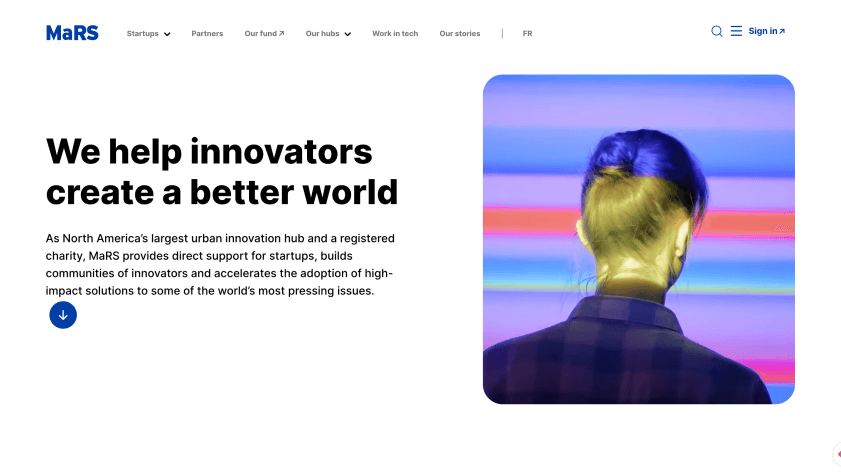 MaRS
Startups
Partners
Our fund ↗
Our hubs
Work in tech
Our stories
|
FR
Sign in ↗
We help innovators
create a better world
As North America’s largest urban innovation hub and a registered
charity, MaRS provides direct support for startups, builds
communities of innovators and accelerates the adoption of high-
impact solutions to some of the world’s most pressing issues.